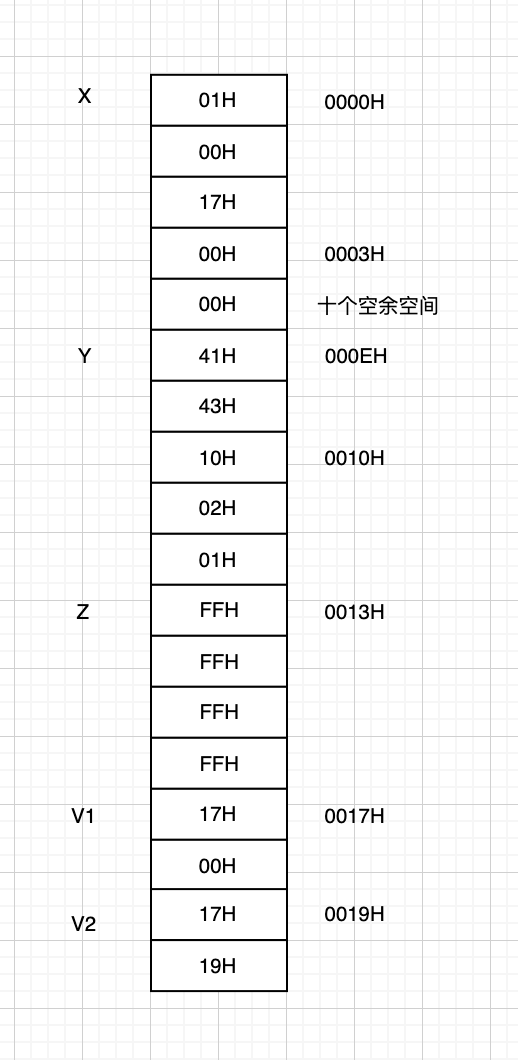 X 01H 0000H
00H
17H
00H 0003H
00H 十个空余空间
Y 41H 000EH
43H
10H 0010H
02H
01H
Z FFH 0013H
FFH
FFH
FFH
V1 17H 0017H
00H
V2 17H 0019H
19H